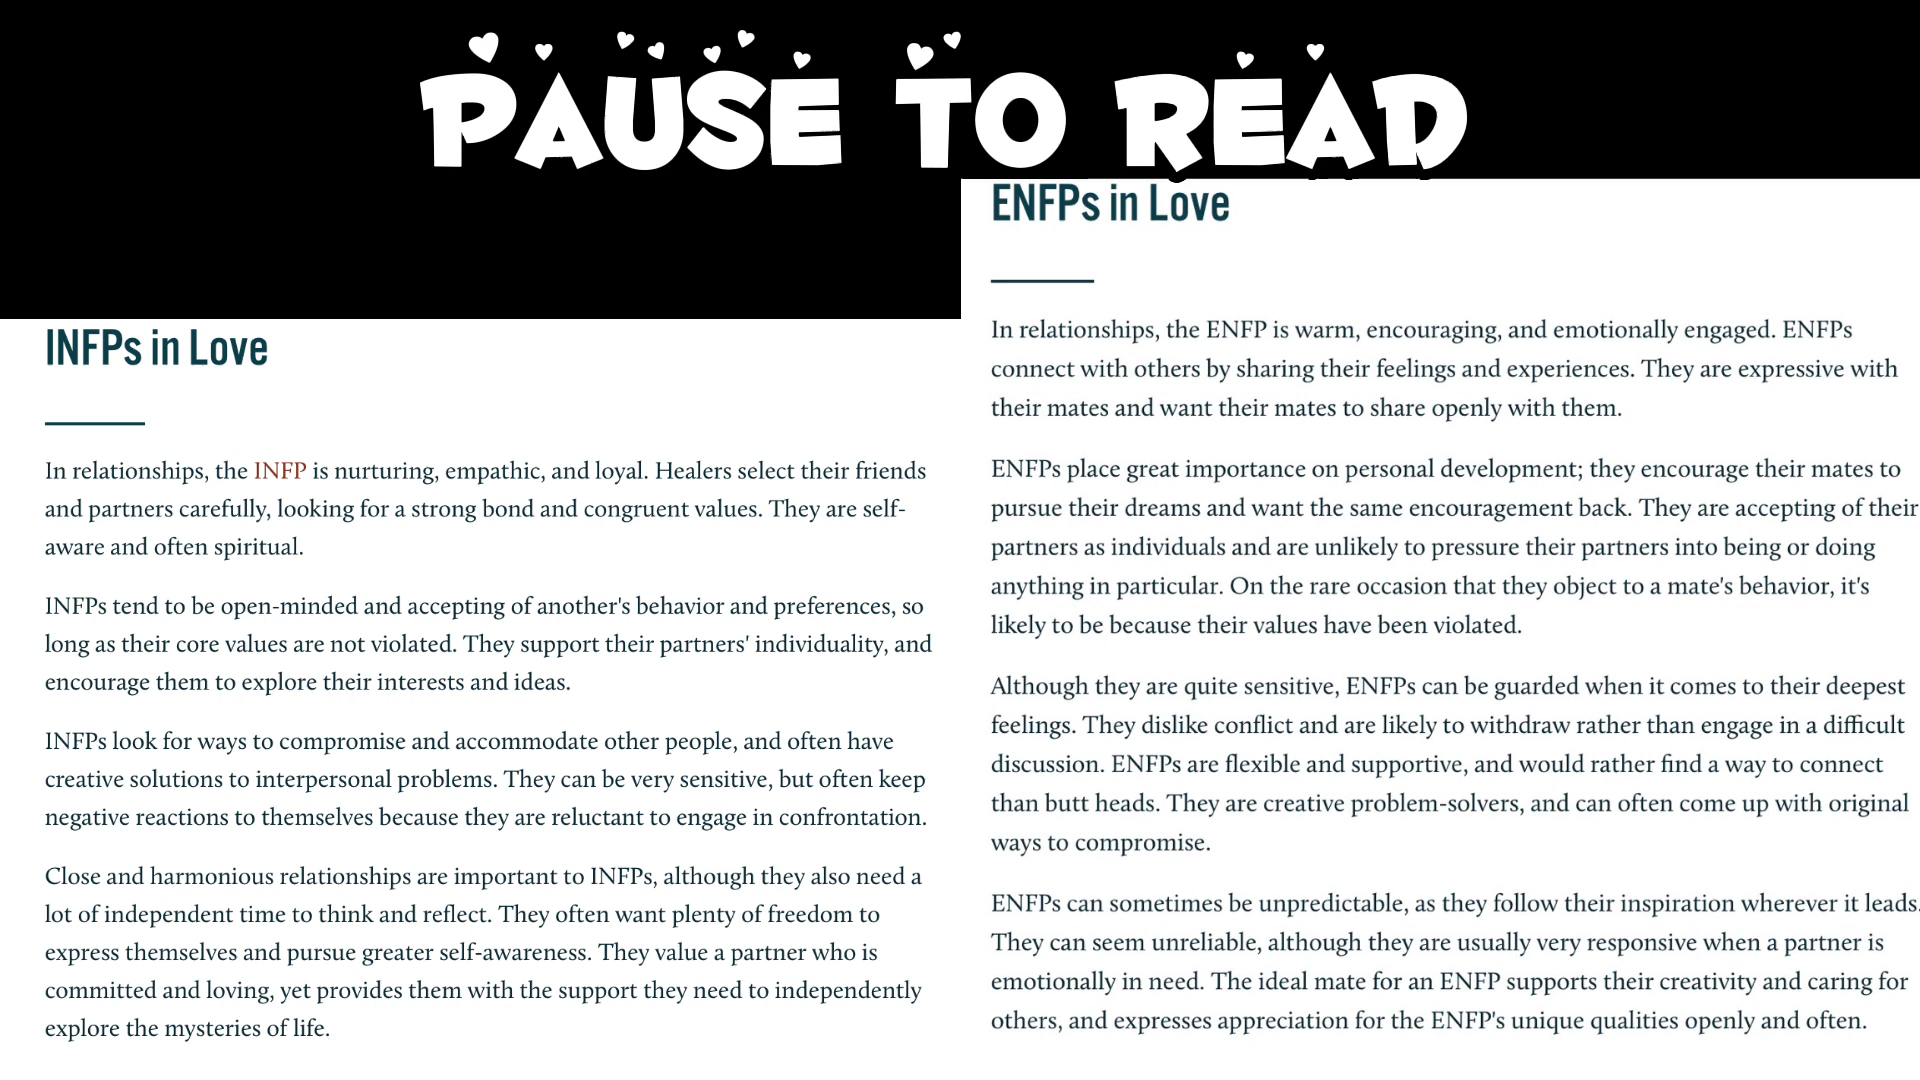 PAUSE TO READ
INFPs in Love
In relationships, the INFP is nurturing, empathic, and loyal. Healers select their friends
and partners carefully, looking for a strong bond and congruent values. They are self-
aware and often spiritual.
INFPs tend to be open-minded and accepting of another's behavior and preferences, so
long as their core values are not violated. They support their partners' individuality, and
encourage them to explore their interests and ideas.
INFPs look for ways to compromise and accommodate other people, and often have
creative solutions to interpersonal problems. They can be very sensitive, but often keep
negative reactions to themselves because they are reluctant to engage in confrontation.
Close and harmonious relationships are important to INFPs, although they also need a
lot of independent time to think and reflect. They often want plenty of freedom to
express themselves and pursue greater self-awareness. They value a partner who is
committed and loving, yet provides them with the support they need to independently
explore the mysteries of life.
ENFPs in Love
In relationships, the ENFP is warm, encouraging, and emotionally engaged. ENFPs
connect with others by sharing their feelings and experiences. They are expressive with
their mates and want their mates to share openly with them.
ENFPs place great importance on personal development; they encourage their mates to
pursue their dreams and want the same encouragement back. They are accepting of their
partners as individuals and are unlikely to pressure their partners into being or doing
anything in particular. On the rare occasion that they object to a mate's behavior, it's
likely to be because their values have been violated.
Although they are quite sensitive, ENFPs can be guarded when it comes to their deepest
feelings. They dislike conflict and are likely to withdraw rather than engage in a difficult
discussion. ENFPs are flexible and supportive, and would rather find a way to connect
than butt heads. They are creative problem-solvers, and can often come up with original
ways to compromise.
ENFPs can sometimes be unpredictable, as they follow their inspiration wherever it leads.
They can seem unreliable, although they are usually very responsive when a partner is
emotionally in need. The ideal mate for an ENFP supports their creativity and caring for
others, and expresses appreciation for the ENFP's unique qualities openly and often.